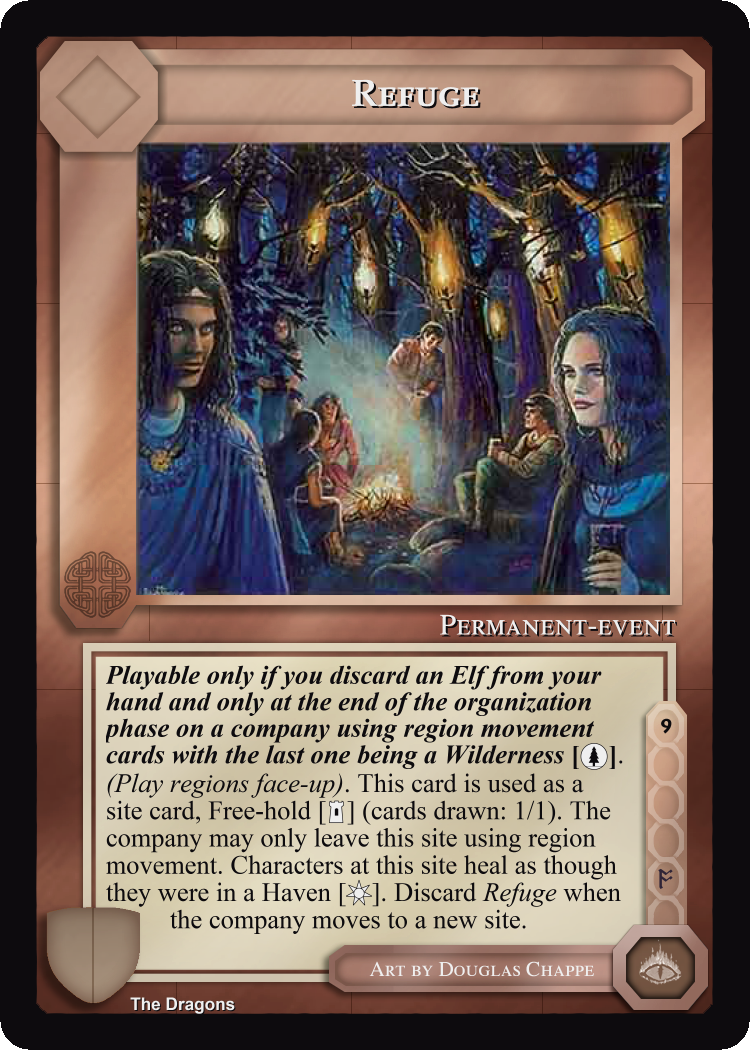 Refuge
Permanent-event
Playable only if you discard an Elf from your
hand and only at the end of the organization
phase on a company using region movement
cards with the last one being a Wilderness [].
(Play regions face-up). This card is used as a
site card, Free-hold [] (cards drawn: 1/1). The
company may only leave this site using region
movement. Characters at this site heal as though
they were in a Haven []. Discard Refuge when
the company moves to a new site.
9
Art by Douglas Chappe
The Dragons